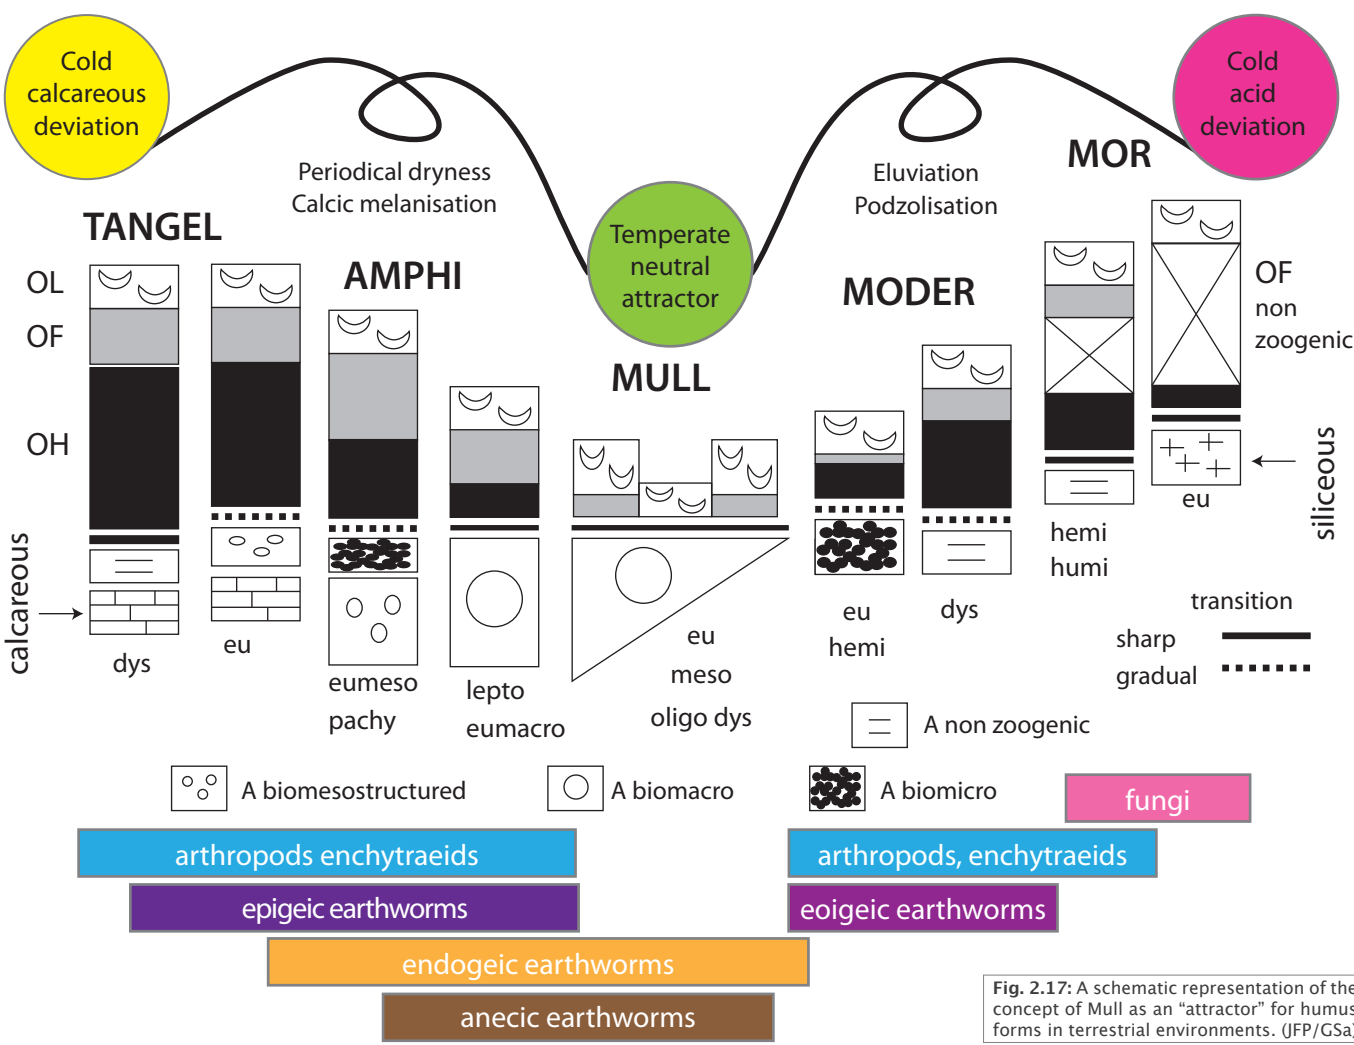 Cold
calcareous
deviation
Cold
acid
deviation
Periodical dryness
Calcic melanisation
Eluviation
Podzolisation
Temperate
neutral
attractor
TANGEL
AMPHI
MULL
MODER
MOR
OL
OF
OH
OF
non
zoogenic
calcareous
siliceous
dys
eu
eumeso
pachy
lepto
eumacro
eu
meso
oligo dys
eu
hemi
dys
hemi
humi
eu
transition
sharp
gradual
A non zoogenic
A biomesostructured
A biomacro
A biomicro
fungi
arthropods enchytraeids
arthropods, enchytraeids
epigeic earthworms
eoigeic earthworms
endogeic earthworms
anecic earthworms
Fig. 2.17: A schematic representation of the
concept of Mull as an “attractor” for humus
forms in terrestrial environments. (JFP/GSa)